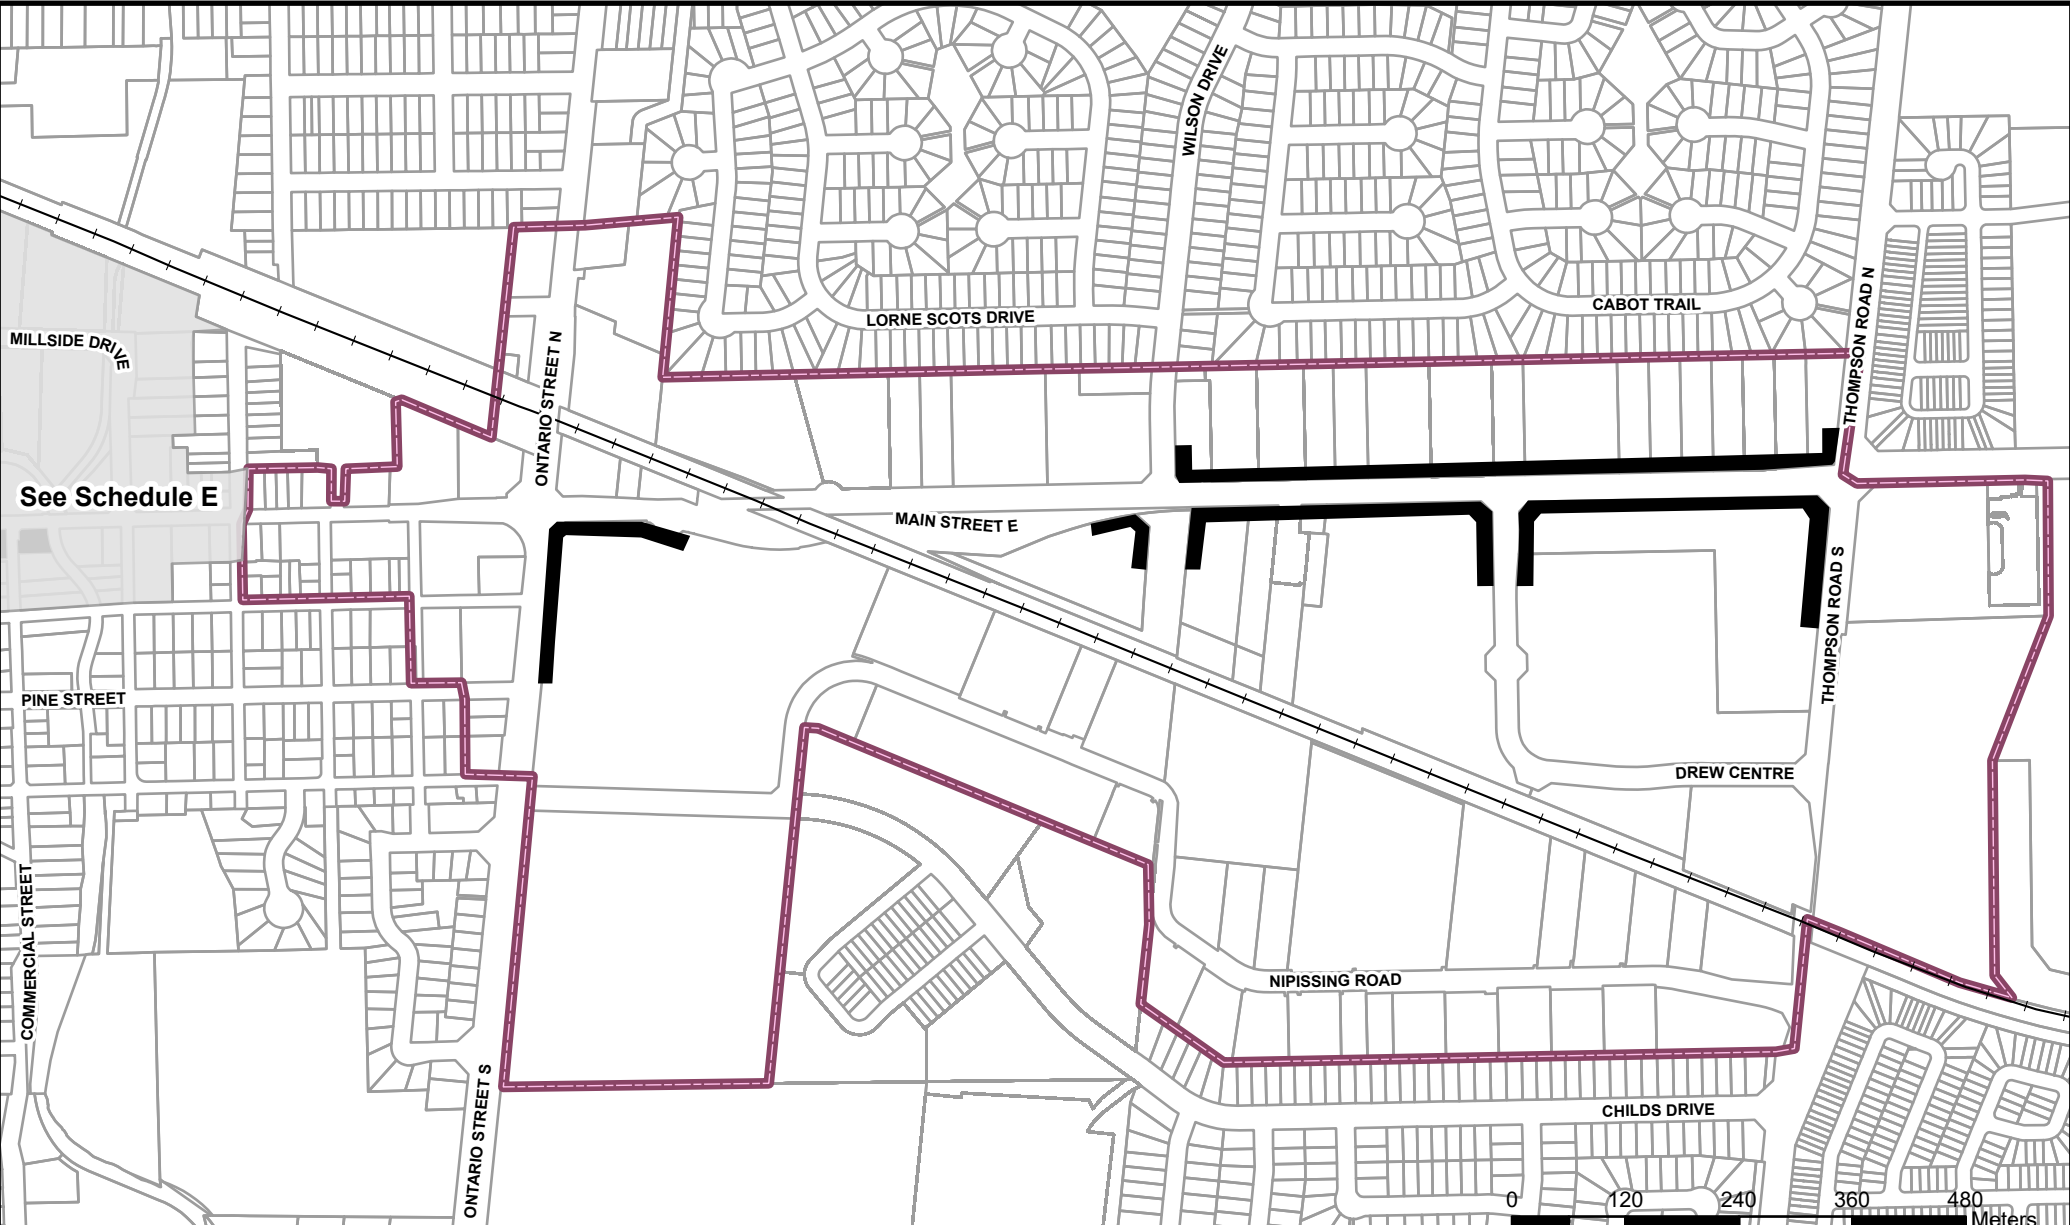 WILSON DRIVE
THOMPSON ROAD N
CABOT TRAIL
LORNE SCOTS DRIVE
MILLSIDE DRIVE
ONTARIO STREET N
See Schedule E
MAIN STREET E
THOMPSON ROAD S
PINE STREET
DREW CENTRE
COMMERCIAL STREET
NIPISSING ROAD
ONTARIO STREET S
CHILDS DRIVE
0 120 240 360 480
Meters